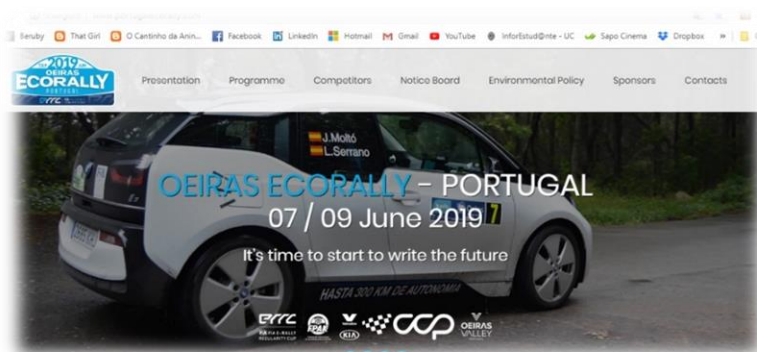 Seruby That Girl O Cantinho da Anin... Facebook LinkedIn Hotmail Gmail YouTube InforEstud@nte - UC Sapo Cinema Dropbox »
2019
OEIRAS
ECORALLY
PORTUGAL
Presentation Programme Competitors Notice Board Environmental Policy Sponsors Contacts
J.Moltó
L.Serrano
OEIRAS ECORALLY - PORTUGAL
07 / 09 June 2019
7
It's time to start to write the future
HASTA 300 KM DE AUTONOMIA
FPAK
KIA
CCP
OEIRAS
VALLEY